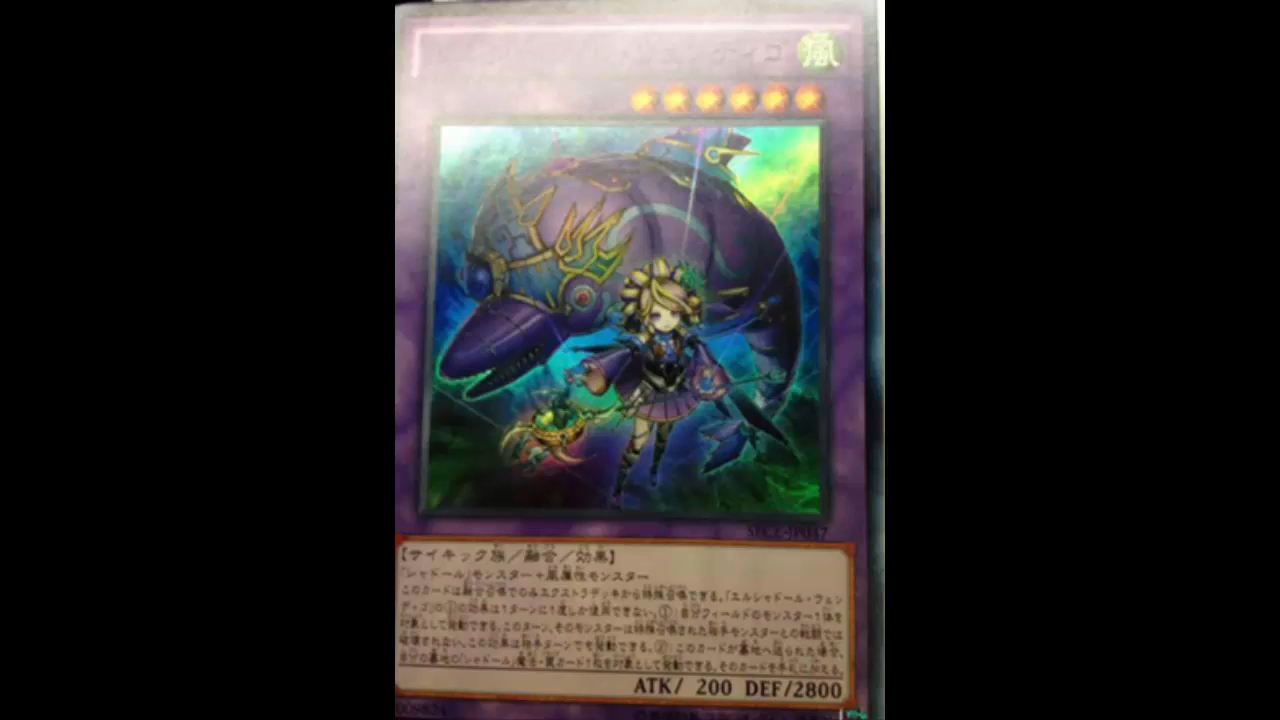 風
SECE-JP047
【サイキック族／融合／効果】
「シャドール」モンスター＋風属性モンスター
このカードは融合召喚でのみエクストラデッキから特殊召喚できる。「エルシャドール・ウェン
ディゴ」の①の効果は１ターンに１度しか使用できない。①：自分フィールドのモンスター１体を
対象として発動できる。このターン、そのモンスターは特殊召喚された相手モンスターとの戦闘では
破壊されない。この効果は相手ターンでも発動できる。②：このカードが墓地へ送られた場合、
自分の墓地の「シャドール」魔法・罠カード１枚を対象として発動できる。そのカードを手札に加える。
ATK/ 200 DEF/2800